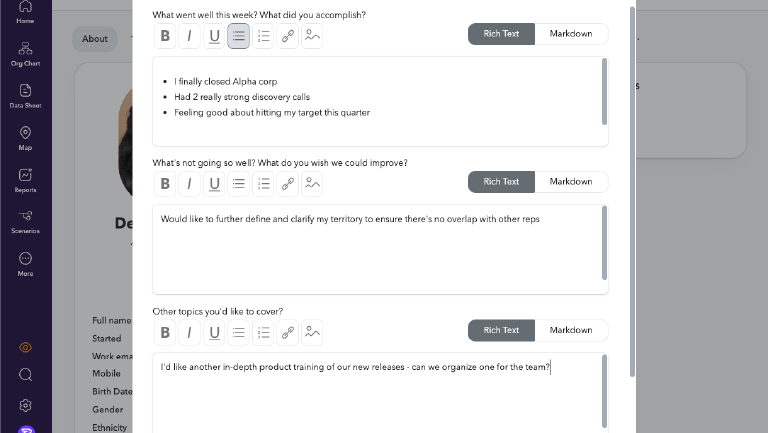 Home
Org Chart
Data Sheet
Map
Reports
Scenarios
More
About
De
Full name
Started
Work ema
Mobile
Birth Date
Gender
Ethnicity
What went well this week? What did you accomplish?
B I U
Rich Text Markdown
• I finally closed Alpha corp
• Had 2 really strong discovery calls
• Feeling good about hitting my target this quarter
What's not going so well? What do you wish we could improve?
B I U
Rich Text Markdown
Would like to further define and clarify my territory to ensure there's no overlap with other reps
Other topics you'd like to cover?
B I U
Rich Text Markdown
I'd like another in-depth product training of our new releases - can we organize one for the team?
s